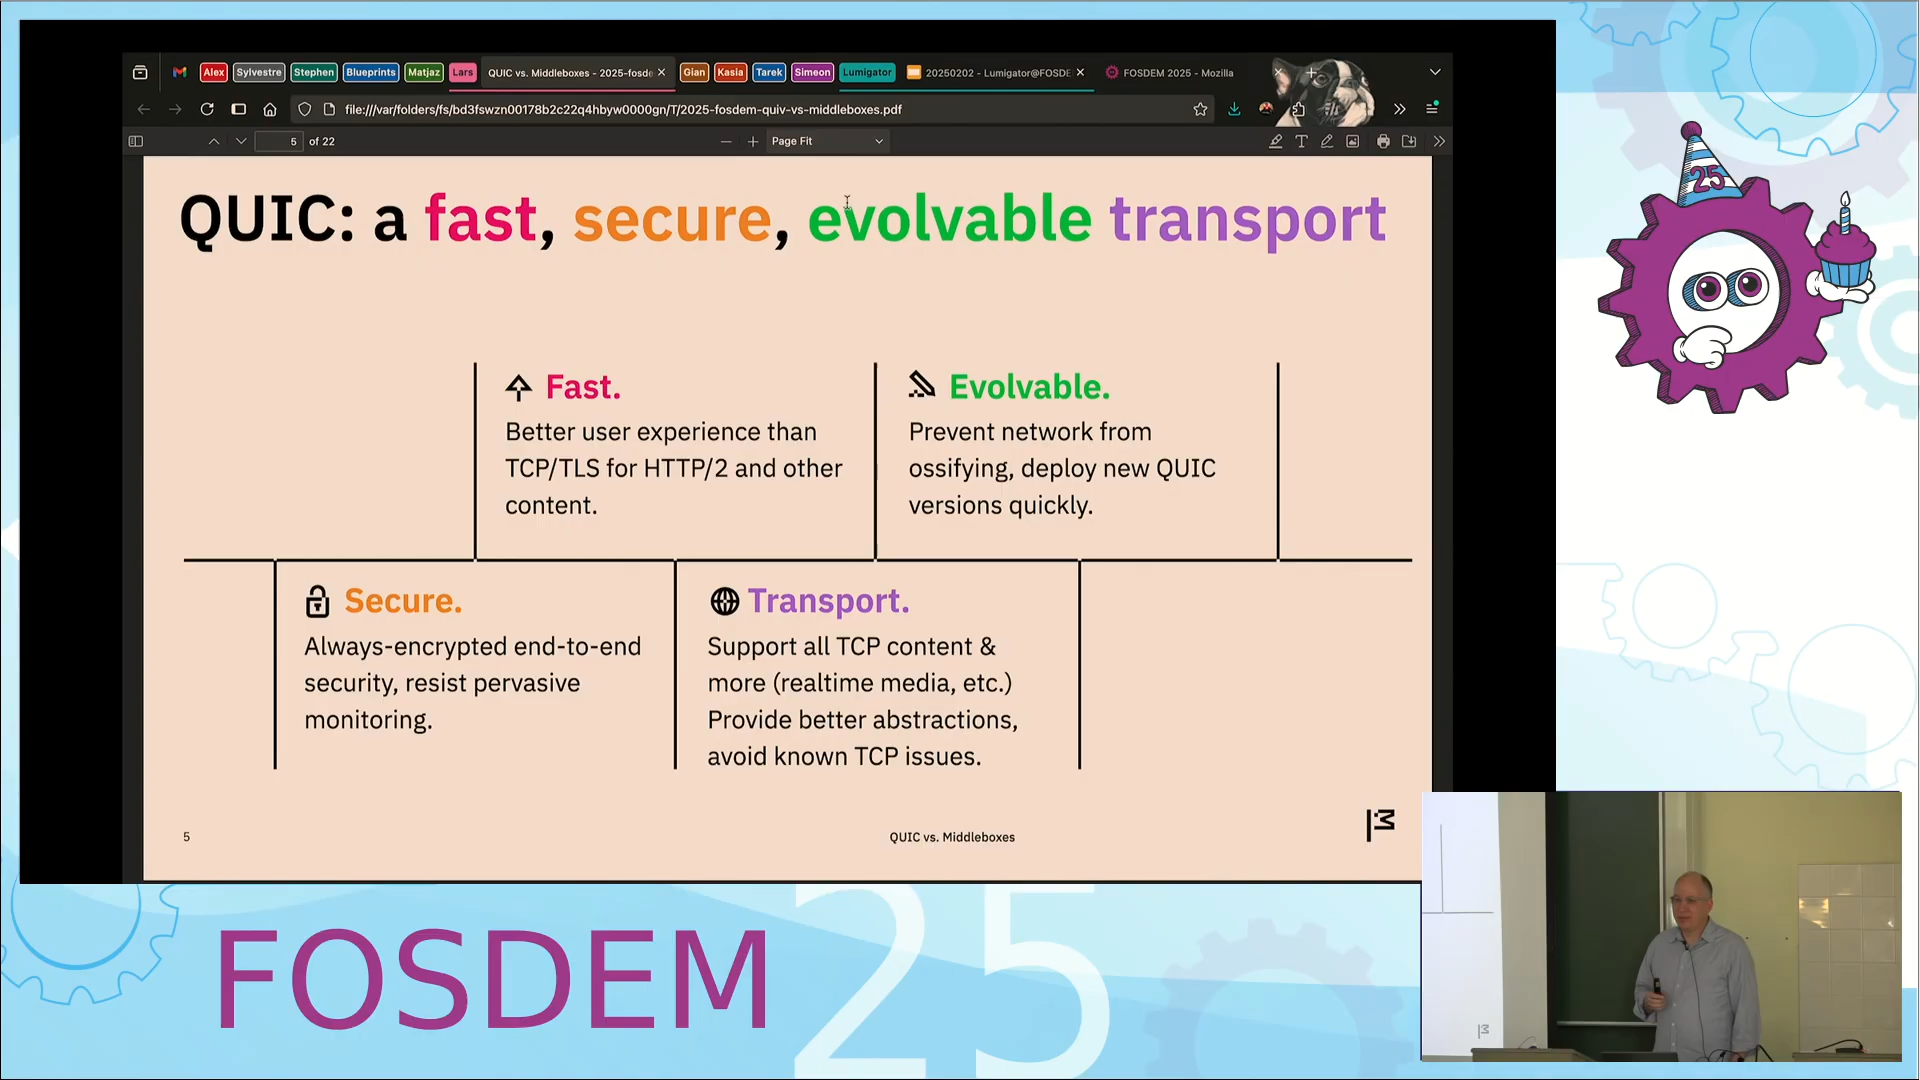 Alex Sylvestre Stephen Blueprints Matjaz Lars QUIC vs. Middleboxes - 2025-fosde Gian Kasia Tarek Simeon Lumigator 20250202 - Lumigator@FOSDE FOSDEM 2025 - Mozilla
file:///var/folders/fs/bd3fswzn00178b2c22q4hbyw0000gn/T/2025-fosdem-quiv-vs-middleboxes.pdf
5 of 22 Page Fit
QUIC: a fast, secure, evolvable transport
25
Fast.
Better user experience than
TCP/TLS for HTTP/2 and other
content.
Evolvable.
Prevent network from
ossifying, deploy new QUIC
versions quickly.
Secure.
Always-encrypted end-to-end
security, resist pervasive
monitoring.
Transport.
Support all TCP content &
more (realtime media, etc.)
Provide better abstractions,
avoid known TCP issues.
5
QUIC vs. Middleboxes
FOSDEM 25